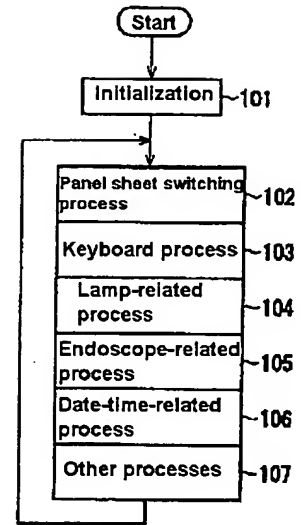 Start
Initialization 101
Panel sheet switching
process 102
Keyboard process 103
Lamp-related
process 104
Endoscope-related
process 105
Date-time-related
process 106
Other processes 107